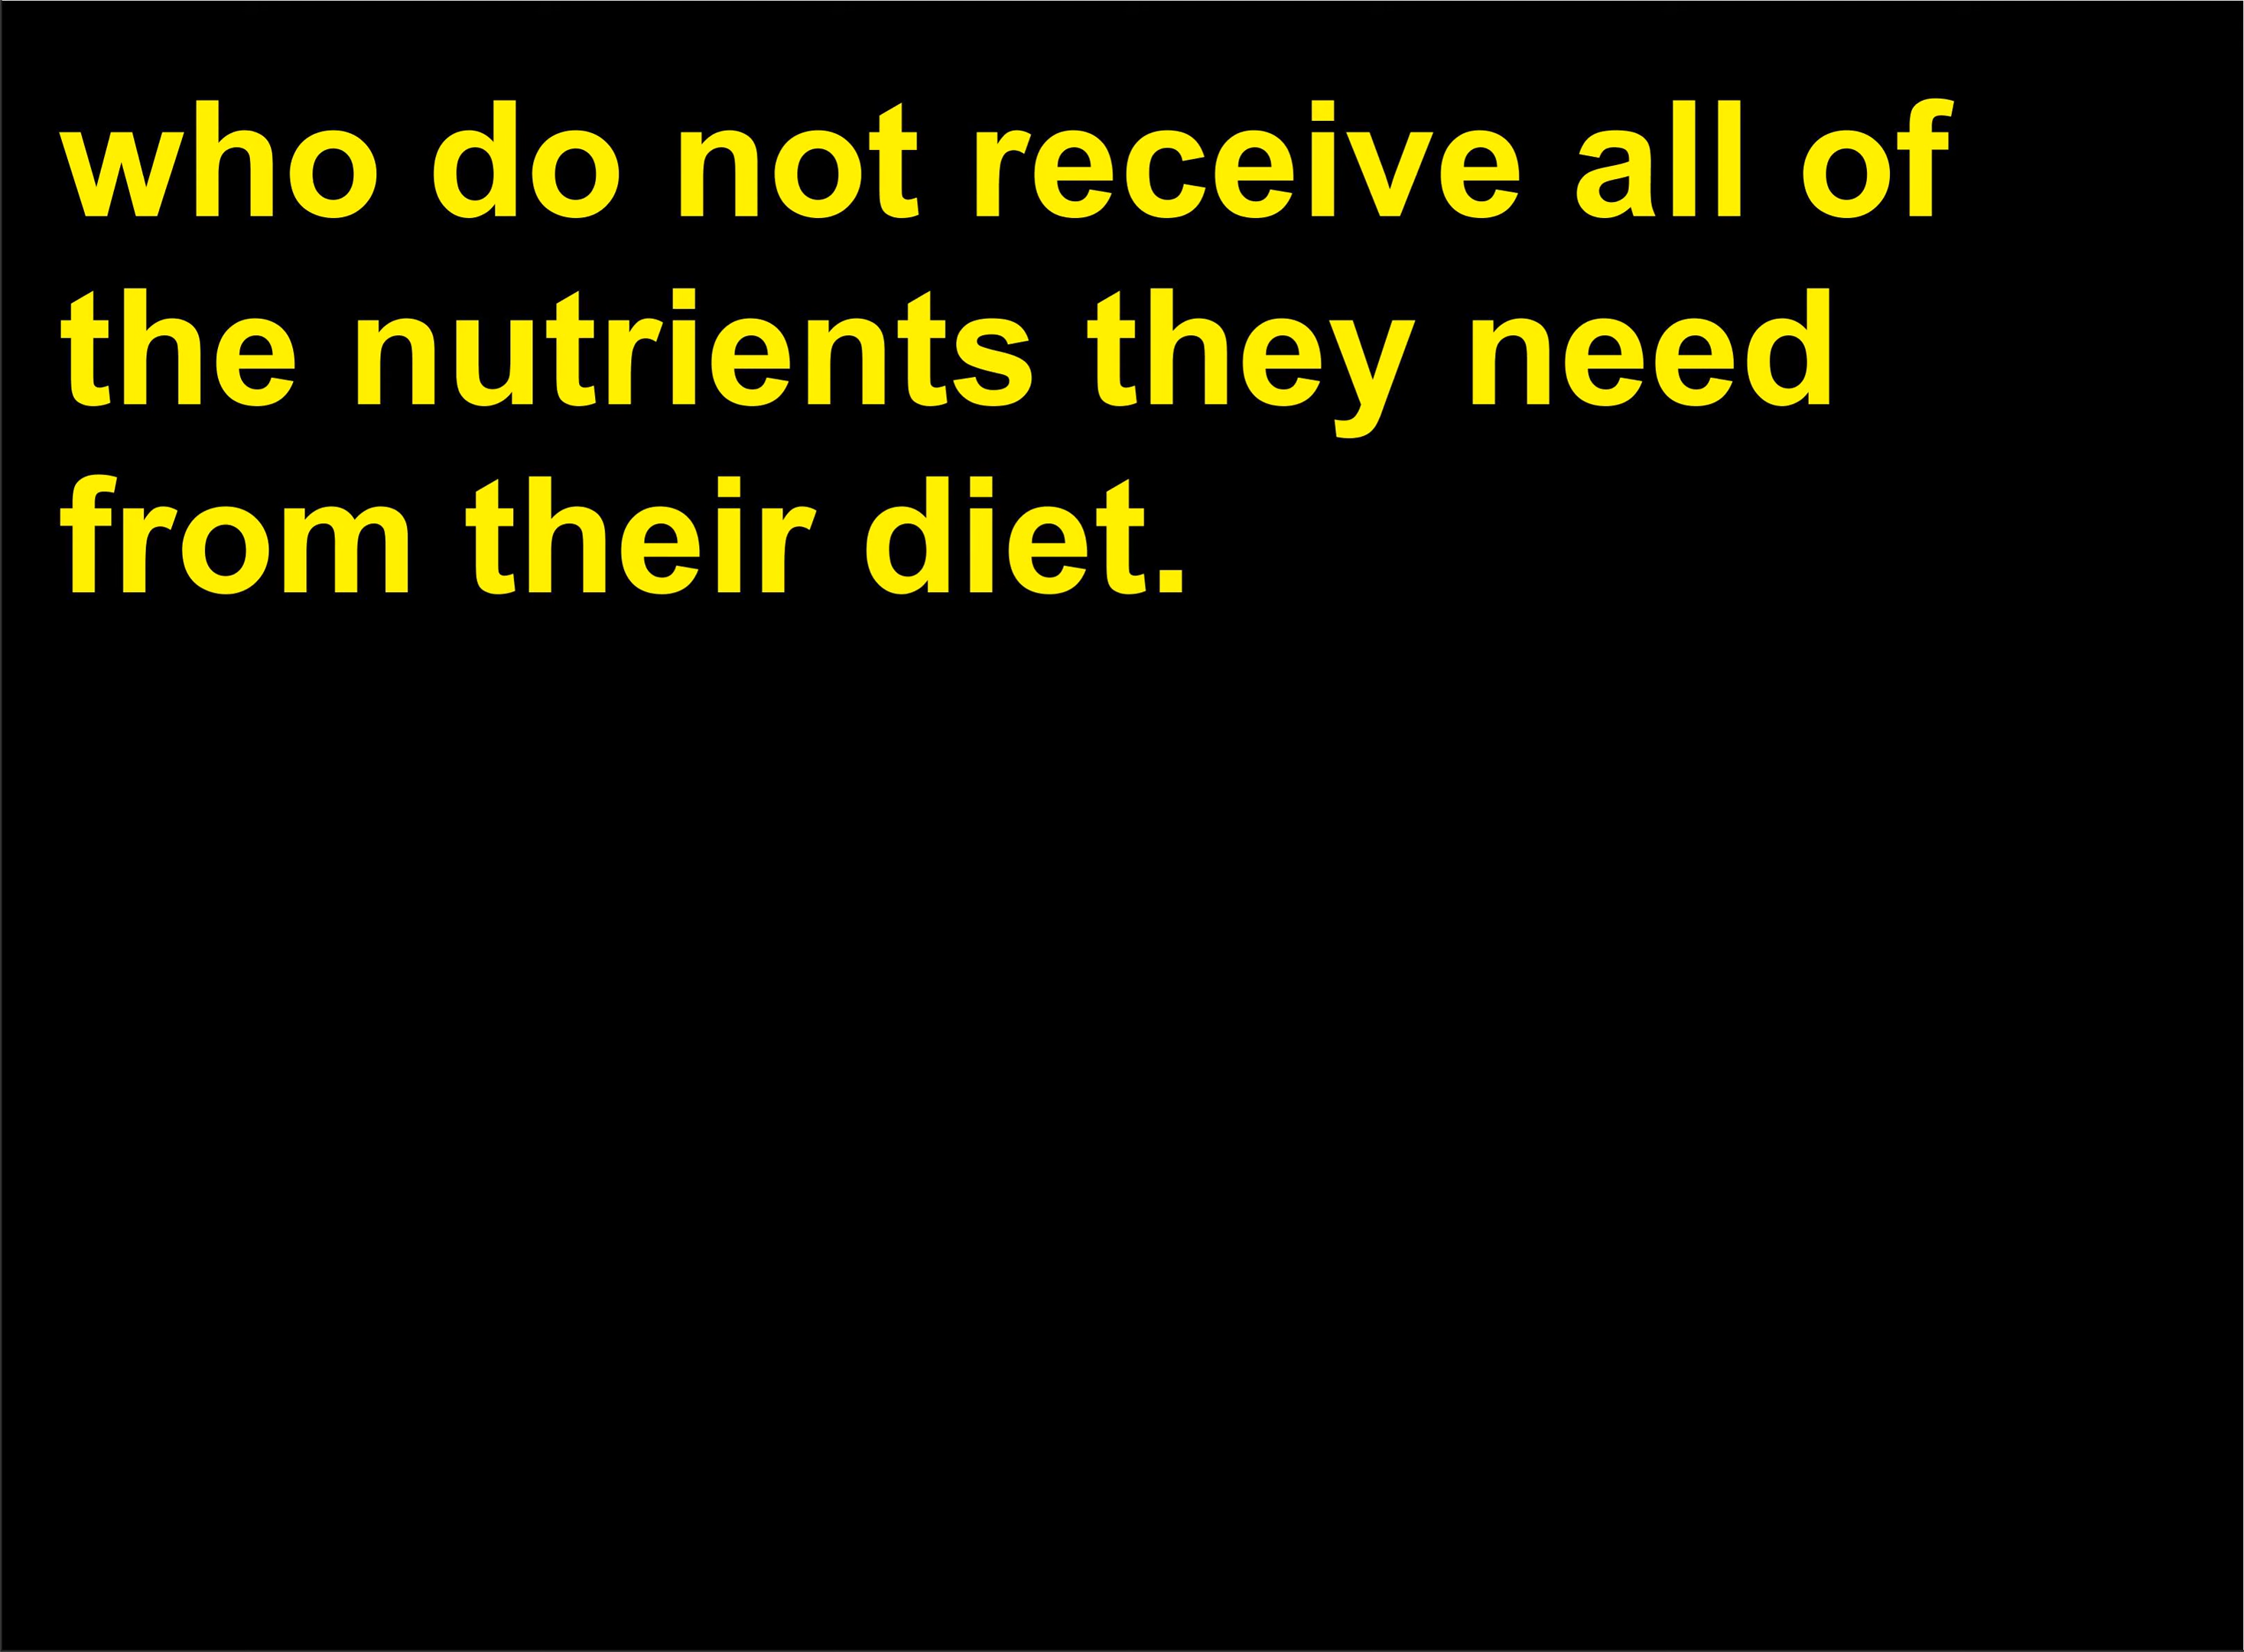 who do not receive all of
the nutrients they need
from their diet.